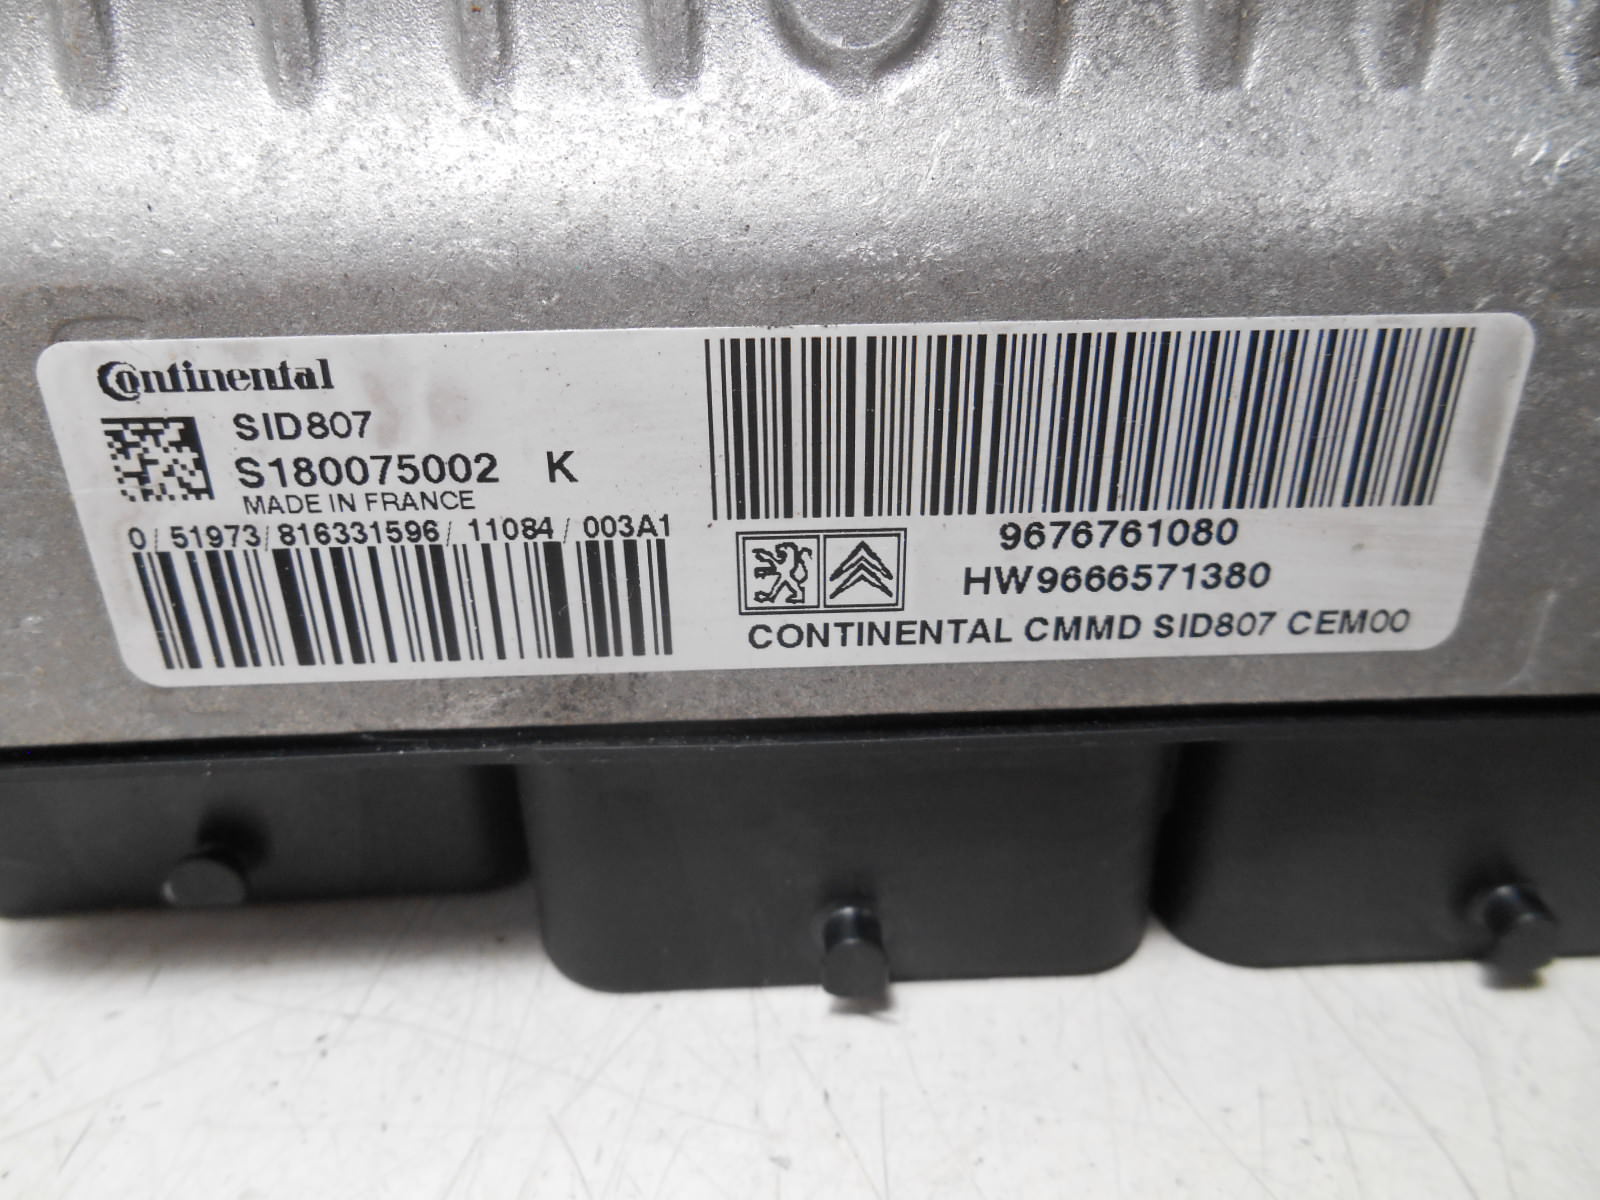 Continental
SID807
S180075002 K
MADE IN FRANCE
0/51973/816331596/11084/003A1
9676761080
HW9666571380
CONTINENTAL CMMD SID807 CEM00